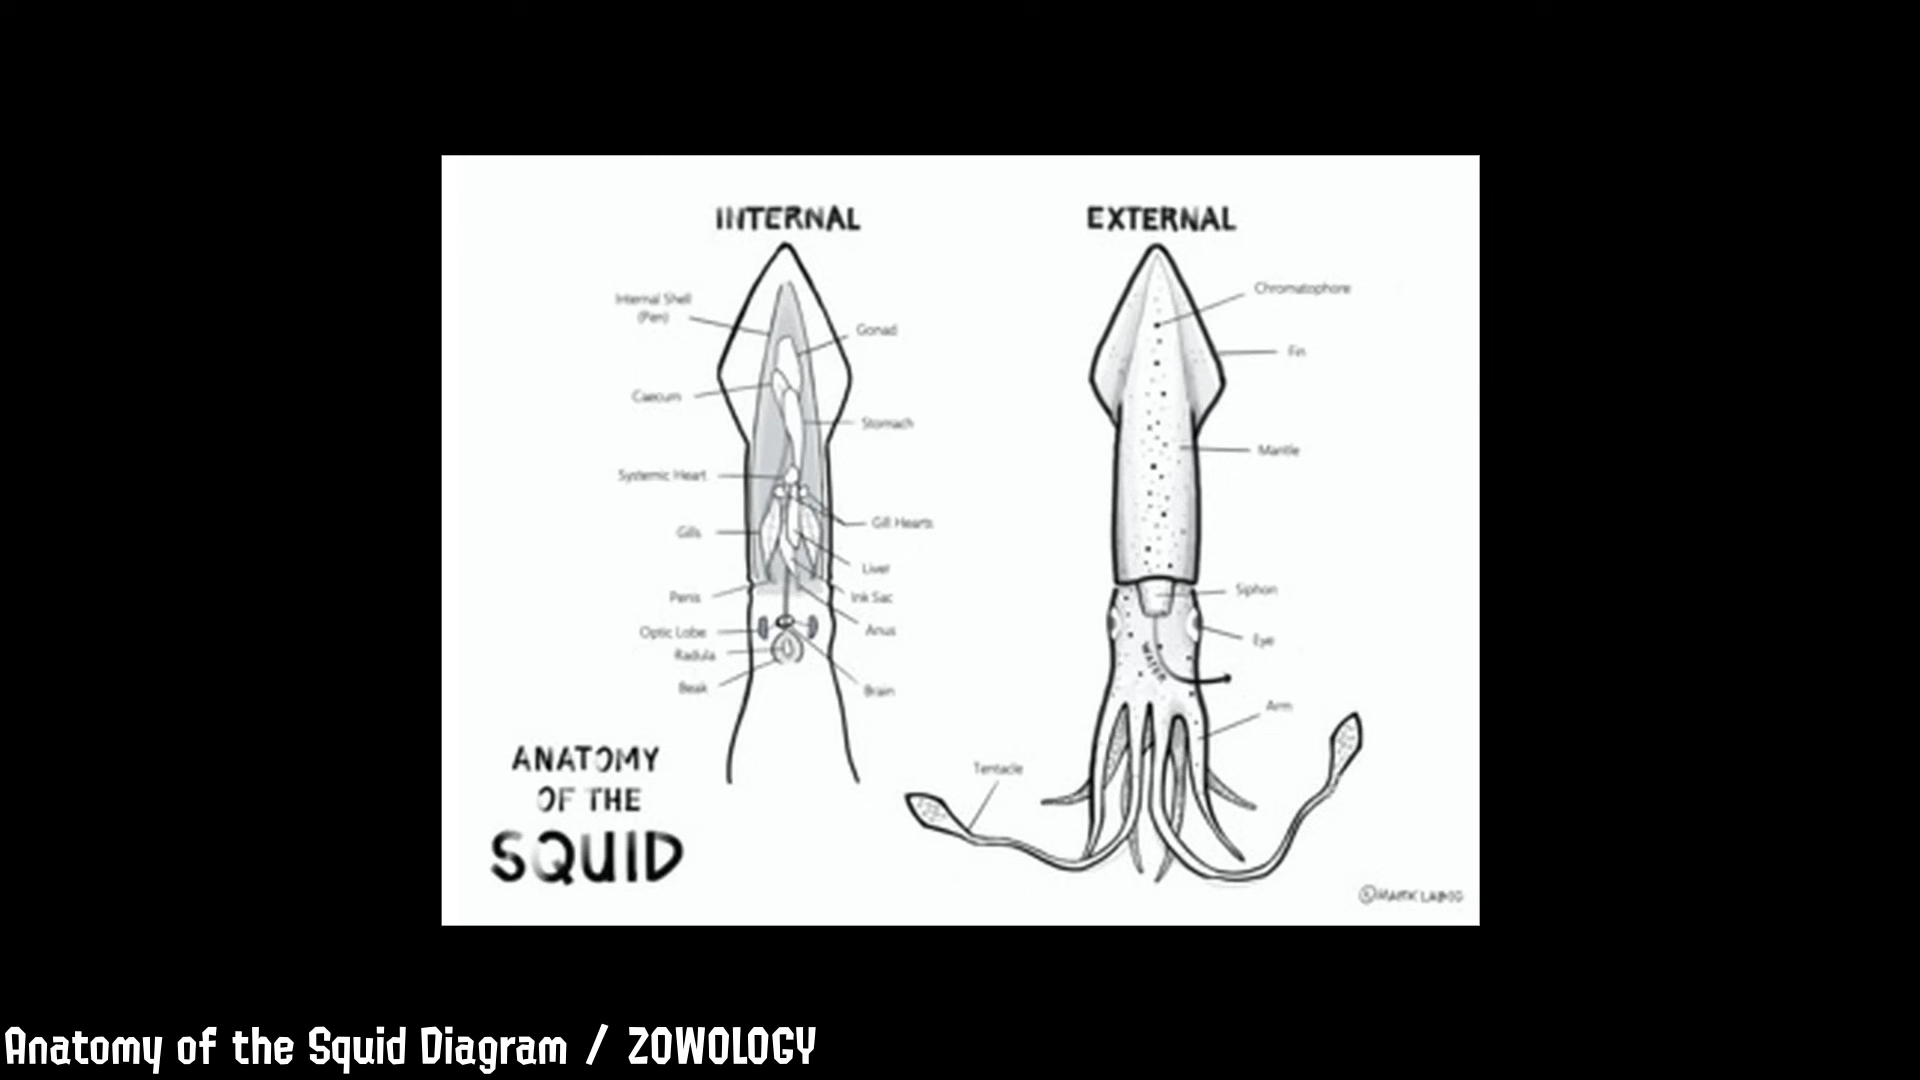 INTERNAL
EXTERNAL
Internal Shell
(Pen)
Gonad
Caecum
Stomach
Systemic Heart
Gill Hearts
Gills
Liver
Penis
Ink Sac
Optic Lobe
Anus
Radula
Beak
Brain
Chromatophore
Fin
Mantle
Siphon
Eye
WATER
Arm
Tentacle
ANATOMY
OF THE
SQUID
Anatomy of the Squid Diagram / ZOWOLOGY